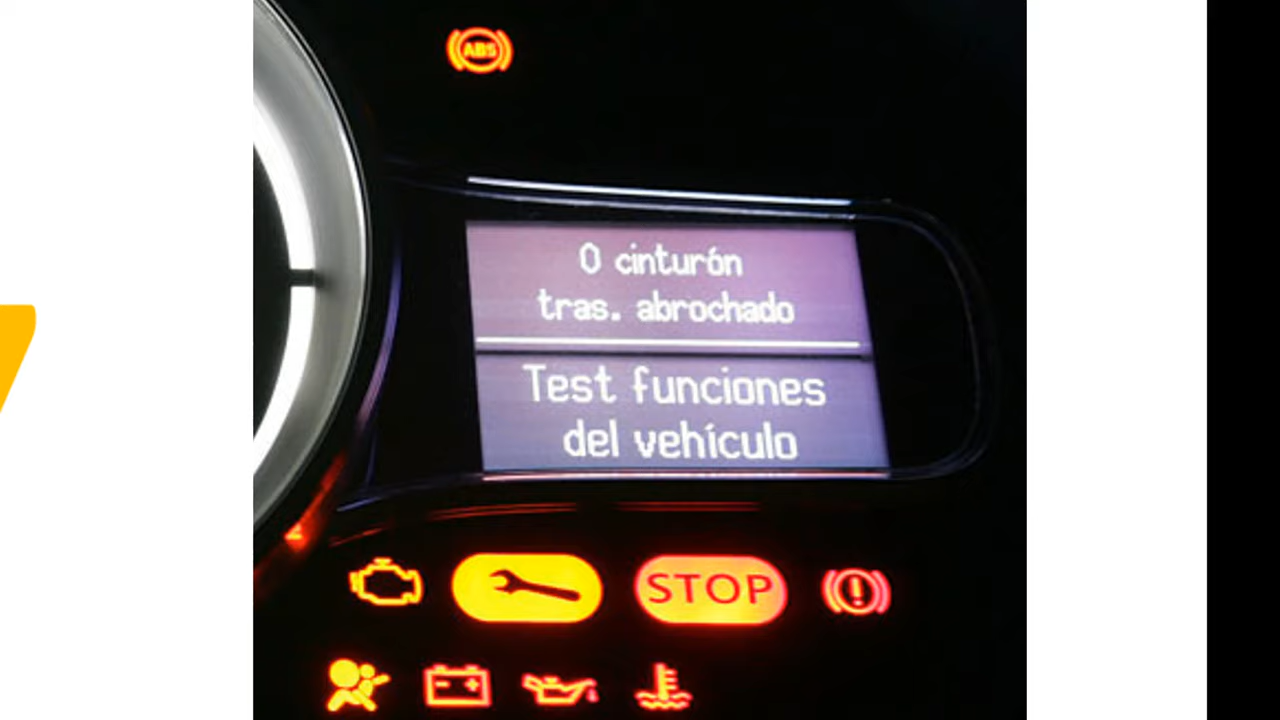 ABS
0 cinturón
tras. abrochado
Test funciones
del vehículo
STOP